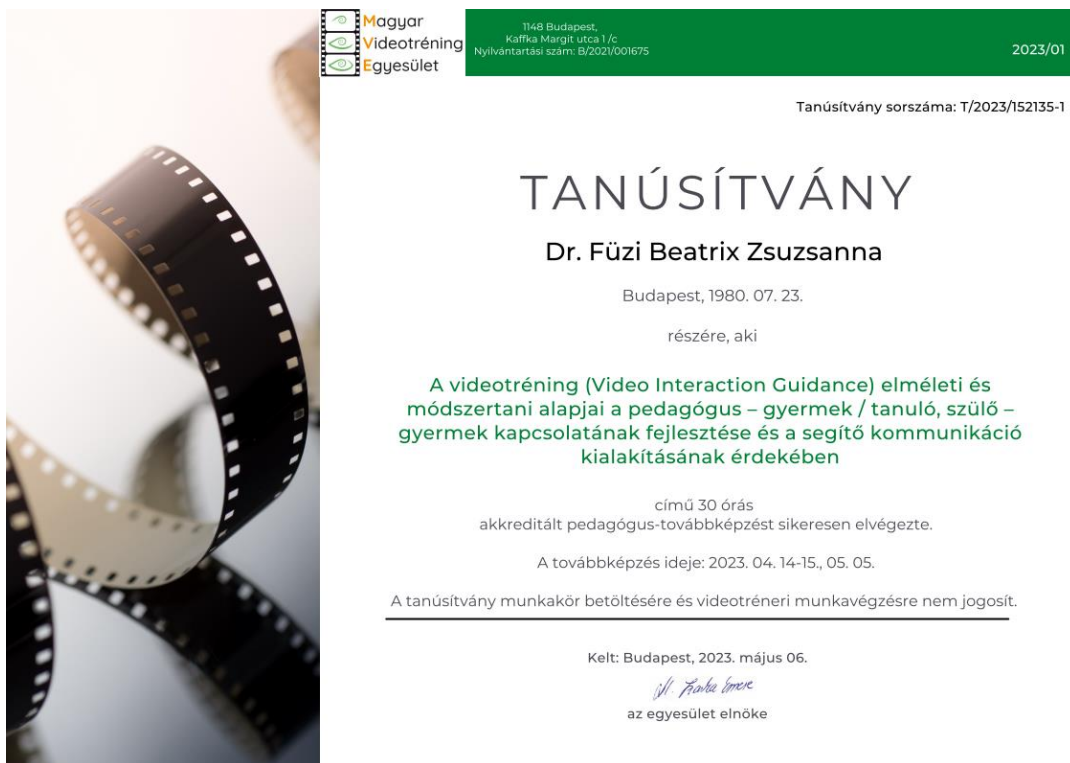 Magyar
Videotréning
Egyesület
1148 Budapest,
Kaffka Margit utca 1 /c
Nyilvántartási szám: B/2021/001675
2023/01
Tanúsítvány sorszáma: T/2023/152135-1
TANÚSÍTVÁNY
Dr. Füzi Beatrix Zsuzsanna
Budapest, 1980. 07. 23.
részére, aki
A videotréning (Video Interaction Guidance) elméleti és
módszertani alapjai a pedagógus – gyermek / tanuló, szülő –
gyermek kapcsolatának fejlesztése és a segítő kommunikáció
kialakításának érdekében
című 30 órás
akkreditált pedagógus-továbbképzést sikeresen elvégezte.
A továbbképzés ideje: 2023. 04. 14-15., 05. 05.
A tanúsítvány munkakör betöltésére és videotréneri munkavégzésre nem jogosít.
Kelt: Budapest, 2023. május 06.
az egyesület elnöke